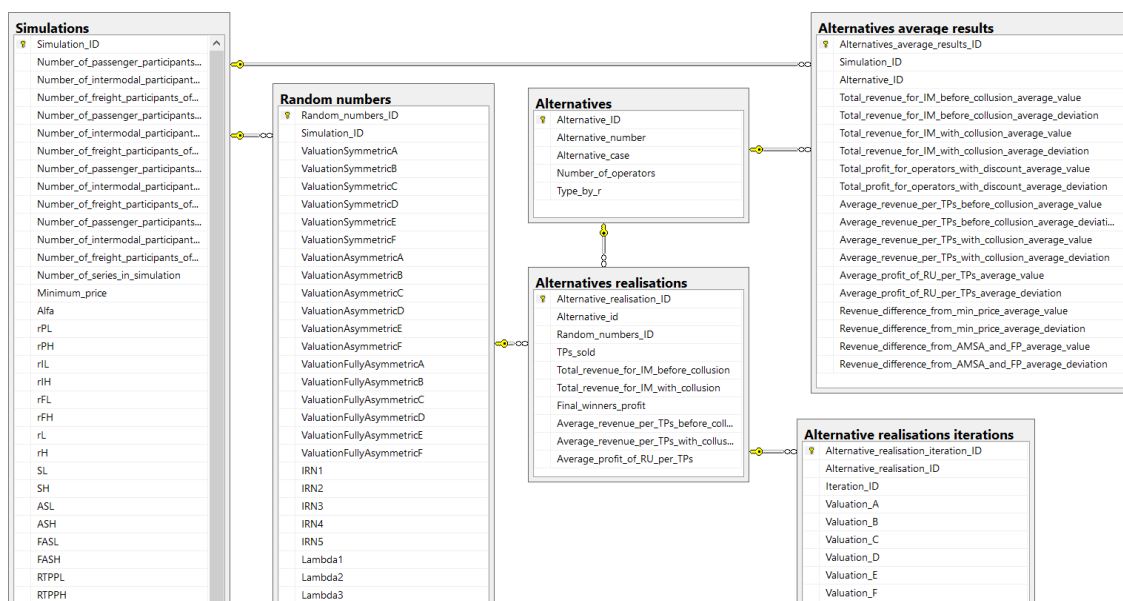 Simulations
Simulation_ID
Number_of_passenger_participants...
Number_of_intermodal_participant...
Number_of_freight_participants_of...
Number_of_passenger_participants...
Number_of_intermodal_participant...
Number_of_freight_participants_of...
Number_of_passenger_participants...
Number_of_intermodal_participant...
Number_of_freight_participants_of...
Number_of_passenger_participants...
Number_of_intermodal_participant...
Number_of_freight_participants_of...
Number_of_series_in_simulation
Minimum_price
Alfa
rPL
rPH
rIL
rIH
rFL
rFH
rL
rH
SL
SH
ASL
ASH
FASL
FASH
RTPPL
RTPPH
Random numbers
Random_numbers_ID
Simulation_ID
ValuationSymmetricA
ValuationSymmetricB
ValuationSymmetricC
ValuationSymmetricD
ValuationSymmetricE
ValuationSymmetricF
ValuationAsymmetricA
ValuationAsymmetricB
ValuationAsymmetricC
ValuationAsymmetricD
ValuationAsymmetricE
ValuationAsymmetricF
ValuationFullyAsymmetricA
ValuationFullyAsymmetricB
ValuationFullyAsymmetricC
ValuationFullyAsymmetricD
ValuationFullyAsymmetricE
ValuationFullyAsymmetricF
IRN1
IRN2
IRN3
IRN4
IRN5
Lambda1
Lambda2
Lambda3
Alternatives
Alternative_ID
Alternative_number
Alternative_case
Number_of_operators
Type_by_r
Alternatives realisations
Alternative_realisation_ID
Alternative_id
Random_numbers_ID
TPs_sold
Total_revenue_for_IM_before_collusion
Total_revenue_for_IM_with_collusion
Final_winners_profit
Average_revenue_per_TPs_before_coll...
Average_revenue_per_TPs_with_collus...
Average_profit_of_RU_per_TPs
Alternatives average results
Alternatives_average_results_ID
Simulation_ID
Alternative_ID
Total_revenue_for_IM_before_collusion_average_value
Total_revenue_for_IM_before_collusion_average_deviation
Total_revenue_for_IM_with_collusion_average_value
Total_revenue_for_IM_with_collusion_average_deviation
Total_profit_for_operators_with_discount_average_value
Total_profit_for_operators_with_discount_average_deviation
Average_revenue_per_TPs_before_collusion_average_value
Average_revenue_per_TPs_before_collusion_average_deviati...
Average_revenue_per_TPs_with_collusion_average_value
Average_revenue_per_TPs_with_collusion_average_deviation
Average_profit_of_RU_per_TPs_average_value
Average_profit_of_RU_per_TPs_average_deviation
Revenue_difference_from_min_price_average_value
Revenue_difference_from_min_price_average_deviation
Revenue_difference_from_AMSA_and_FP_average_value
Revenue_difference_from_AMSA_and_FP_average_deviation
Alternative realisations iterations
Alternative_realisation_iteration_ID
Alternative_realisation_ID
Iteration_ID
Valuation_A
Valuation_B
Valuation_C
Valuation_D
Valuation_E
Valuation_F